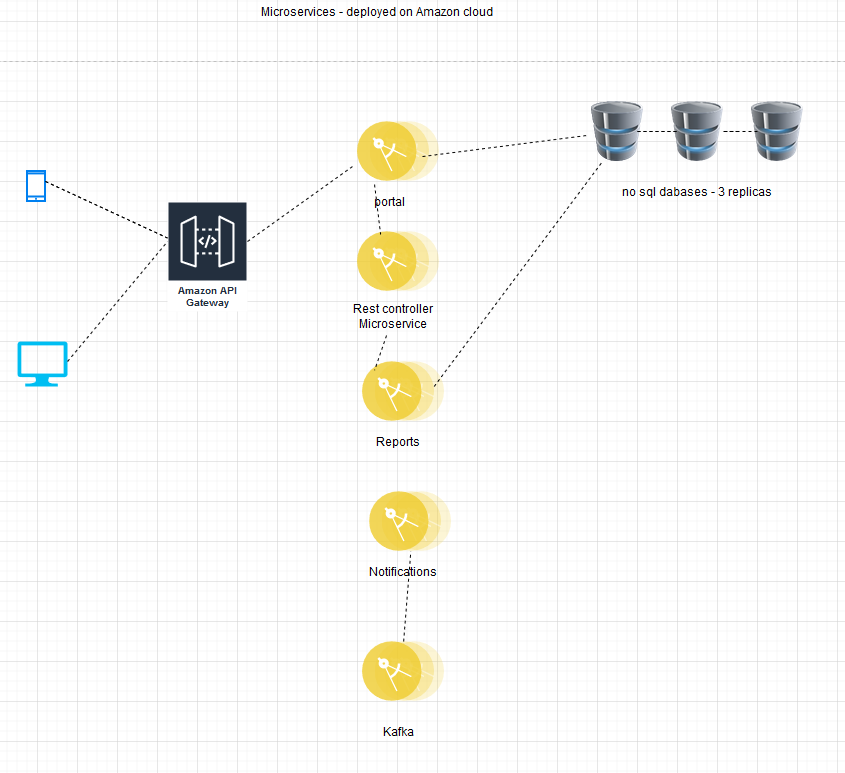 Microservices - deployed on Amazon cloud
no sql dabases - 3 replicas
portal
Amazon API
Gateway
Rest controller
Microservice
Reports
Notifications
Kafka